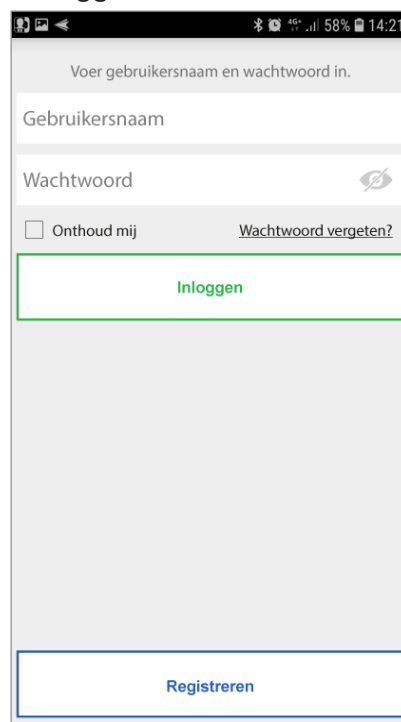 58% 14:21
Voer gebruikersnaam en wachtwoord in.
Gebruikersnaam
Wachtwoord
Onthoud mij Wachtwoord vergeten?
Inloggen
Registreren